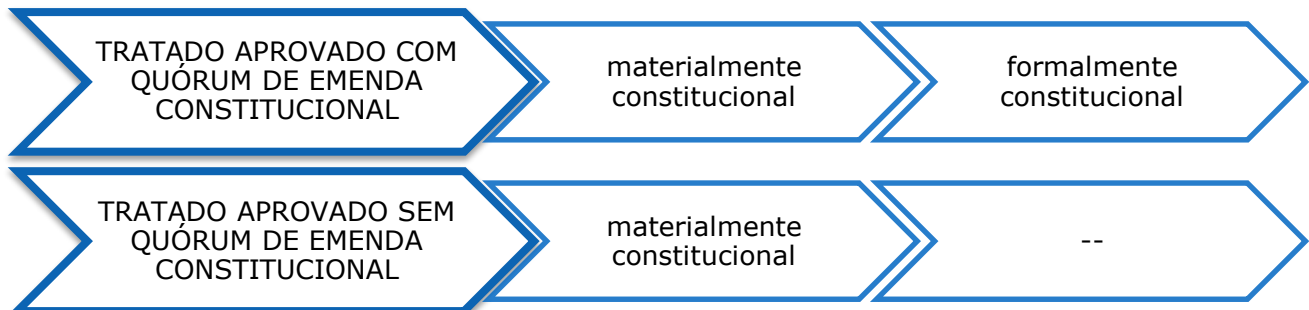 TRATADO APROVADO COM
QUÓRUM DE EMENDA
CONSTITUCIONAL
materialmente
constitucional
formalmente
constitucional
TRATADO APROVADO SEM
QUÓRUM DE EMENDA
CONSTITUCIONAL
materialmente
constitucional
--